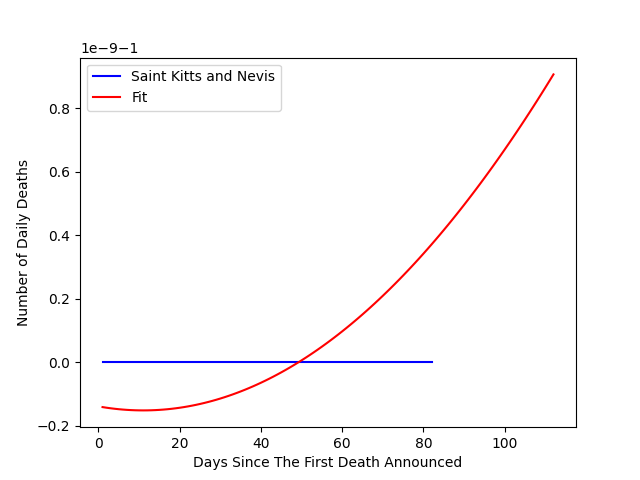 1e−9−1
Saint Kitts and Nevis
Fit
Number of Daily Deaths
0.8
0.6
0.4
0.2
0.0
−0.2
0 20 40 60 80 100
Days Since The First Death Announced